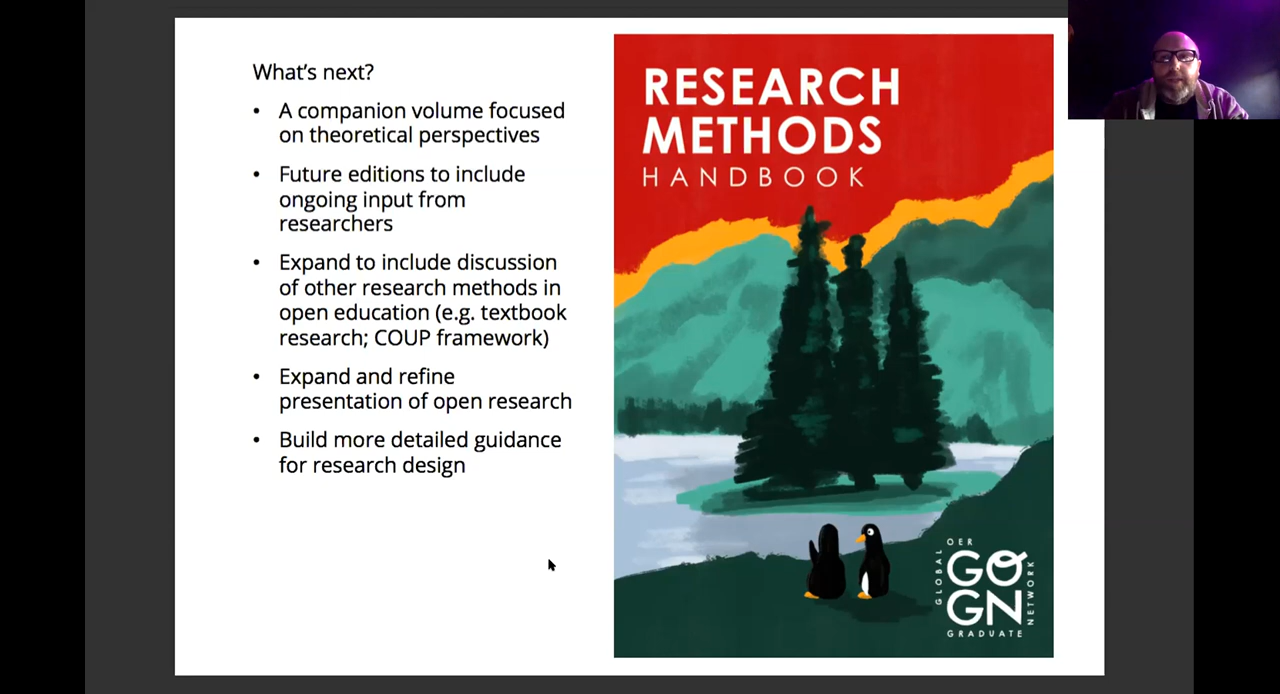 What's next?
• A companion volume focused
on theoretical perspectives
• Future editions to include
ongoing input from
researchers
• Expand to include discussion
of other research methods in
open education (e.g. textbook
research; COUP framework)
• Expand and refine
presentation of open research
• Build more detailed guidance
for research design
RESEARCH
METHODS
HANDBOOK
OER
GLOBAL
GO
GN
NETWORK
GRADUATE